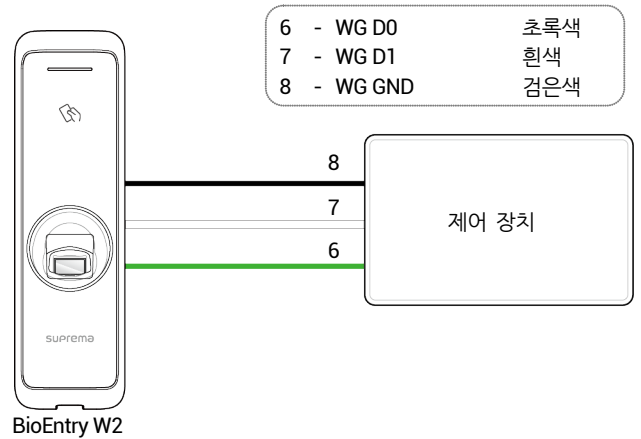 6 - WG D0 초록색
7 - WG D1 흰색
8 - WG GND 검은색
8
7
제어 장치
6
suprema
BioEntry W2